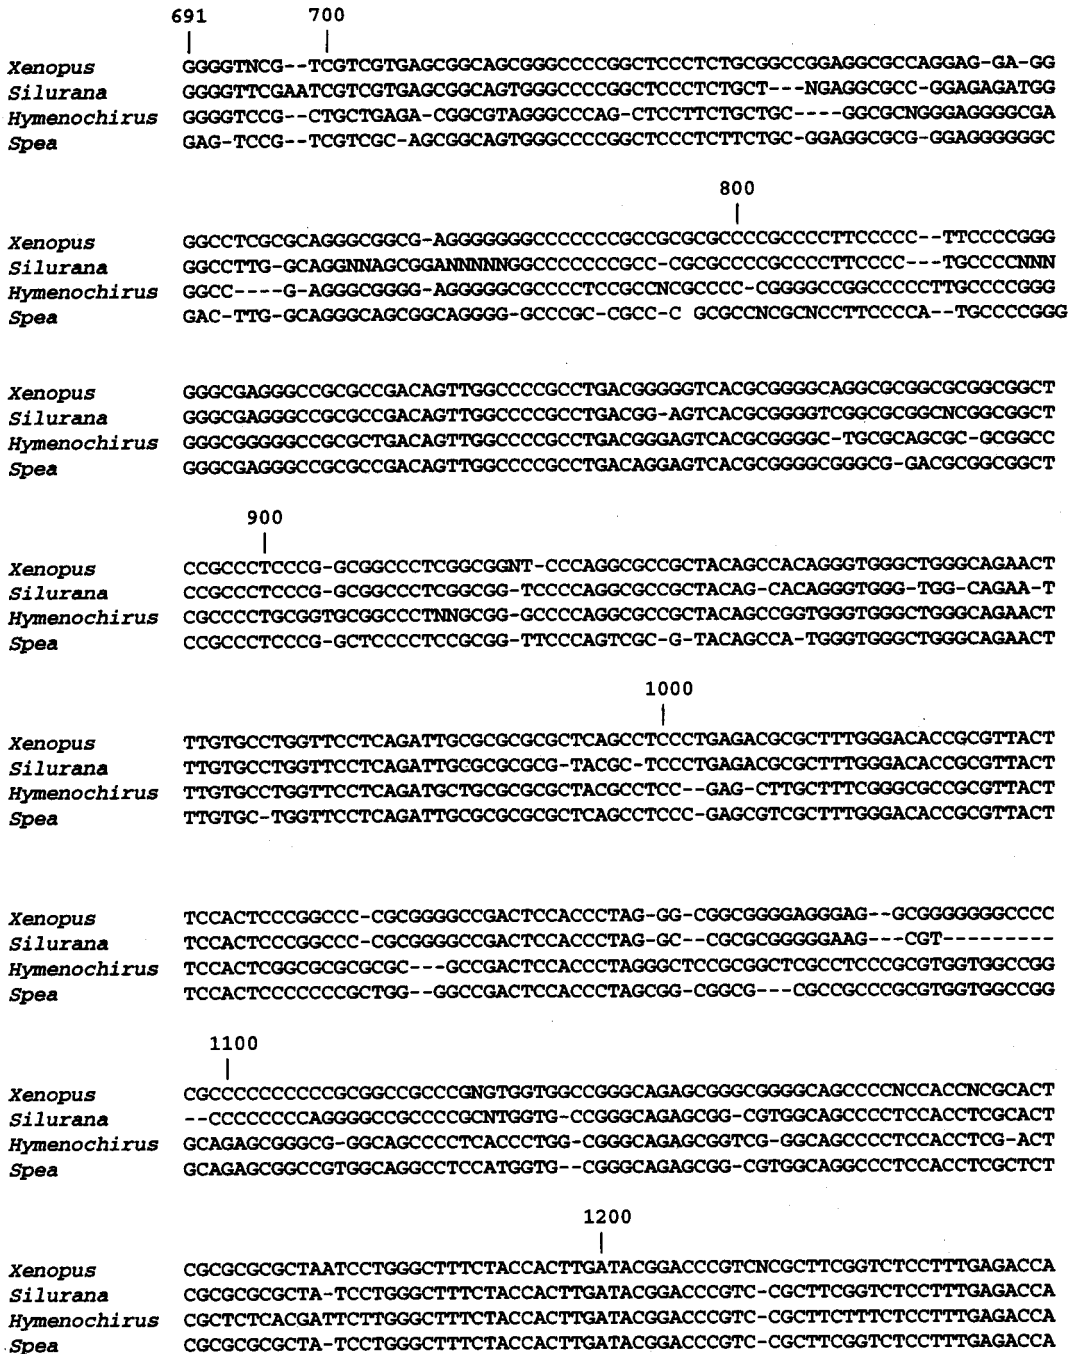 691 700
Xenopus GGGGTNCG--TCGTCGTGAGCGGCAGCGGGCCCCGGCTCCCTCTGCGGCCGGAGGCGCCAGGAG-GA-GG
Silurana GGGGTTCGAATCGTCGTGAGCGGCAGTGGGCCCCGGCTCCCTCTGCT---NGAGGCGCC-GGAGAGATGG
Hymenochirus GGGGTCCG--CTGCTGAGA-CGGCGTAGGGCCCAG-CTCCTTCTGCTGC----GGCGCNGGGAGGGGCGA
Spea GAG-TCCG--TCGTCGC-AGCGGCAGTGGGCCCCGGCTCCCTCTTCTGC-GGAGGCGCG-GGAGGGGGGC
800
Xenopus GGCCTCGCGCAGGGCGGCG-AGGGGGGGCCCCCCCGCCGCGCGCCCCGCCCCTTCCCCC--TTCCCCGGG
Silurana GGCCTTG-GCAGGNNAGCGGANNNNNGGCCCCCCCGCC-CGCGCCCCGCCCCTTCCCC---TGCCCCNNN
Hymenochirus GGCC----G-AGGGCGGGG-AGGGGGCGCCCCTCCGCCNCGCCCC-CGGGGCCGGCCCCCTTGCCCCGGG
Spea GAC-TTG-GCAGGGCAGCGGCAGGGG-GCCCGC-CGCC-C GCGCCNCGCNCCTTCCCCA--TGCCCCGGG
Xenopus GGGCGAGGGCCGCGCCGACAGTTGGCCCCGCCTGACGGGGGTCACGCGGGGCAGGCGCGGCGCGGCGGCT
Silurana GGGCGAGGGCCGCGCCGACAGTTGGCCCCGCCTGACGG-AGTCACGCGGGGTCGGCGCGGCNCGGCGGCT
Hymenochirus GGGCGGGGGCCGCGCTGACAGTTGGCCCCGCCTGACGGGAGTCACGCGGGGC-TGCGCAGCGC-GCGGCC
Spea GGGCGAGGGCCGCGCCGACAGTTGGCCCCGCCTGACAGGAGTCACGCGGGGCGGGCG-GACGCGGCGGCT
900
Xenopus CCGCCCTCCCG-GCGGCCCTCGGCGGNT-CCCAGGCGCCGCTACAGCCACAGGGTGGGCTGGGCAGAACT
Silurana CCGCCCTCCCG-GCGGCCCTCGGCGG-TCCCCAGGCGCCGCTACAG-CACAGGGTGGG-TGG-CAGAA-T
Hymenochirus CGCCCCTGCGGTGCGGCCCTNNGCGG-GCCCCAGGCGCCGCTACAGCCGGTGGGTGGGCTGGGCAGAACT
Spea CCGCCCTCCCG-GCTCCCCTCCGCGG-TTCCCAGTCGC-G-TACAGCCA-TGGGTGGGCTGGGCAGAACT
1000
Xenopus TTGTGCCTGGTTCCTCAGATTGCGCGCGCGCTCAGCCTCCCTGAGACGCGCTTTGGGACACCGCGTTACT
Silurana TTGTGCCTGGTTCCTCAGATTGCGCGCGCG-TACGC-TCCCTGAGACGCGCTTTGGGACACCGCGTTACT
Hymenochirus TTGTGCCTGGTTCCTCAGATGCTGCGCGCGCTACGCCTCC--GAG-CTTGCTTTCGGGCGCCGCGTTACT
Spea TTGTGC-TGGTTCCTCAGATTGCGCGCGCGCTCAGCCTCCC-GAGCGTCGCTTTGGGACACCGCGTTACT
Xenopus TCCACTCCCGGCCC-CGCGGGGCCGACTCCACCCTAG-GG-CGGCGGGGAGGGAG--GCGGGGGGGCCCC
Silurana TCCACTCCCGGCCC-CGCGGGGCCGACTCCACCCTAG-GC--CGCGCGGGGGAAG---CGT---------
Hymenochirus TCCACTCGGCGCGCGCGC---GCCGACTCCACCCTAGGGCTCCGCGGCTCGCCTCCCGCGTGGTGGCCGG
Spea TCCACTCCCCCCCGCTGG--GGCCGACTCCACCCTAGCGG-CGGCG---CGCCGCCCGCGTGGTGGCCGG
1100
Xenopus CGCCCCCCCCCCGCGGCCGCCCGNGTGGTGGCCGGGCAGAGCGGGCGGGGCAGCCCCNCCACCNCGCACT
Silurana --CCCCCCCCAGGGGCCGCCCCGCNTGGTG-CCGGGCAGAGCGG-CGTGGCAGCCCCTCCACCTCGCACT
Hymenochirus GCAGAGCGGGCG-GGCAGCCCCTCACCCTGG-CGGGCAGAGCGGTCG-GGCAGCCCCTCCACCTCG-ACT
Spea GCAGAGCGGCCGTGGCAGGCCTCCATGGTG--CGGGCAGAGCGG-CGTGGCAGGCCCTCCACCTCGCTCT
1200
Xenopus CGCGCGCGCTAATCCTGGGCTTTCTACCACTTGATACGGACCCGTCNCGCTTCGGTCTCCTTTGAGACCA
Silurana CGCGCGCGCTA-TCCTGGGCTTTCTACCACTTGATACGGACCCGTC-CGCTTCGGTCTCCTTTGAGACCA
Hymenochirus CGCTCTCACGATTCTTGGGCTTTCTACCACTTGATACGGACCCGTC-CGCTTCTTTCTCCTTTGAGACCA
Spea CGCGCGCGCTA-TCCTGGGCTTTCTACCACTTGATACGGACCCGTC-CGCTTCGGTCTCCTTTGAGACCA